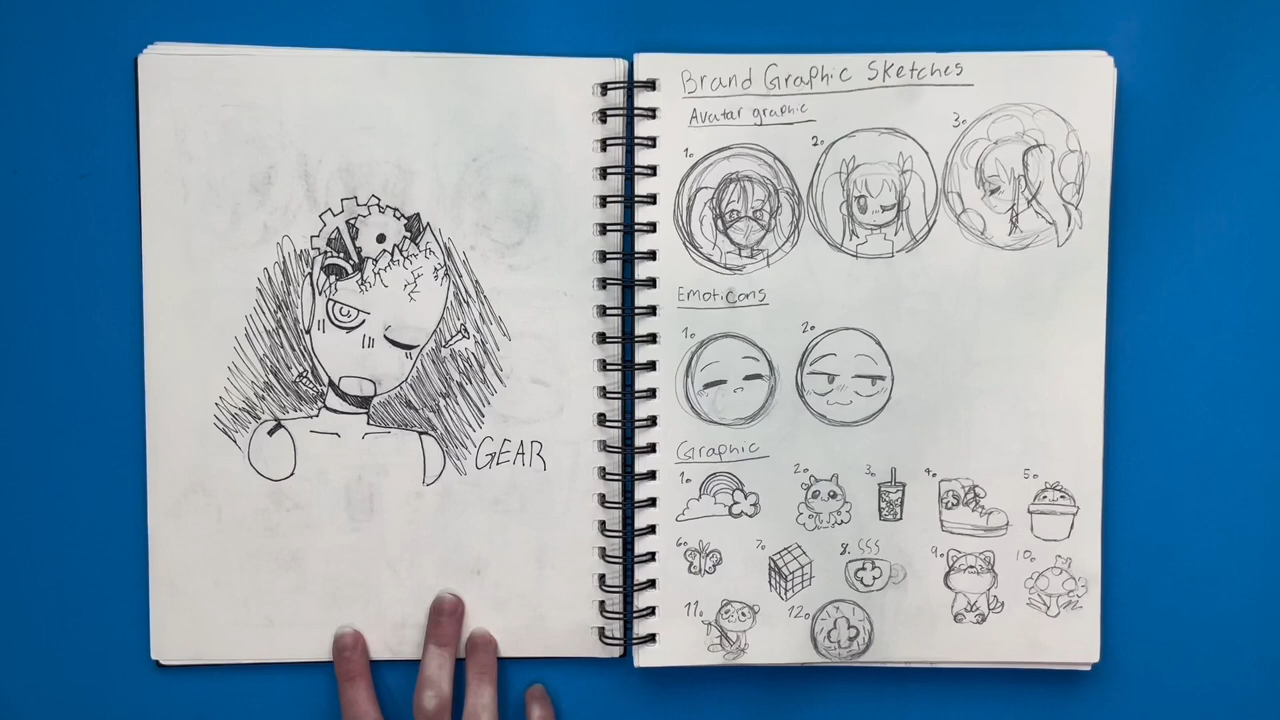 GEAR
Brand Graphic Sketches
Avatar graphic
1. 2. 3.
Emoticons
1. 2.
Graphic
1. 2. 3. 4. 5.
6. 7. 8. 9. 10.
11. 12.